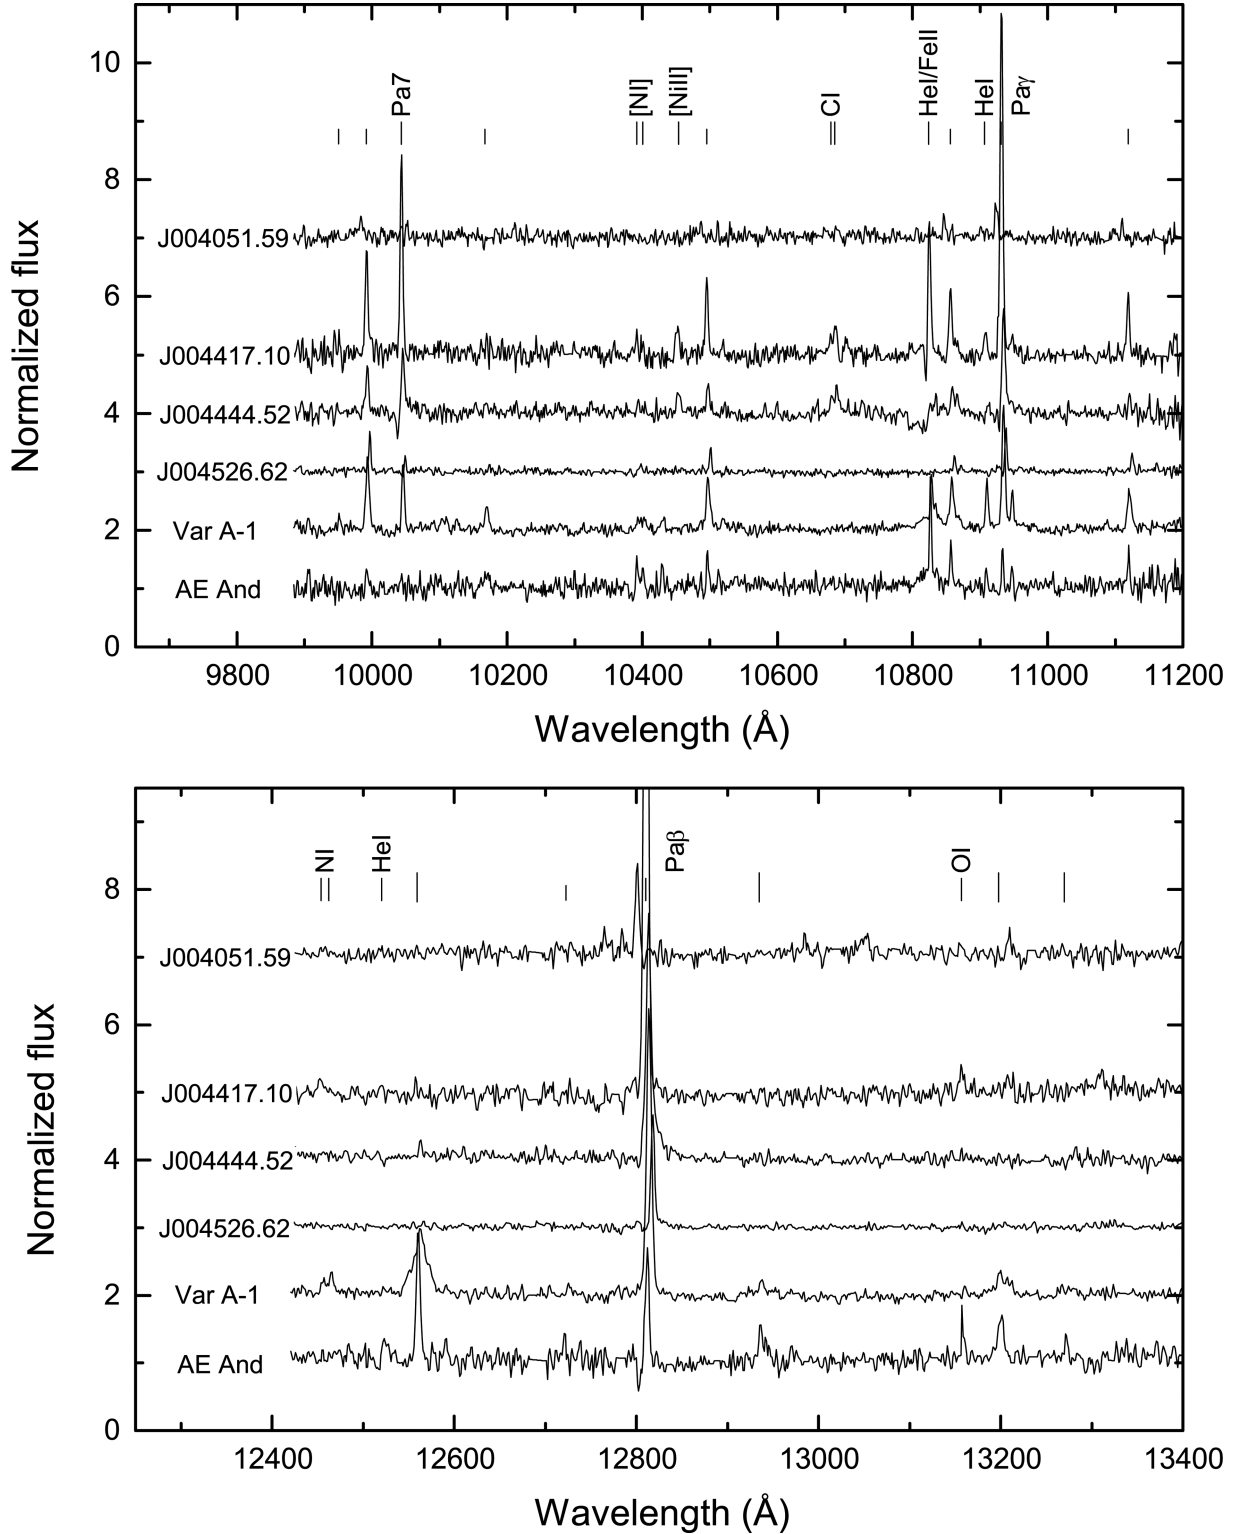 Normalized flux
10
8
6
4
2
0
Pa7
[NI]
[NiII]
CI
HeI/FeII
HeI
Paγ
J004051.59
J004417.10
J004444.52
J004526.62
Var A-1
AE And
9800 10000 10200 10400 10600 10800 11000 11200
Wavelength (Å)
Normalized flux
8
6
4
2
0
NI
HeI
Paβ
OI
J004051.59
J004417.10
J004444.52
J004526.62
Var A-1
AE And
12400 12600 12800 13000 13200 13400
Wavelength (Å)